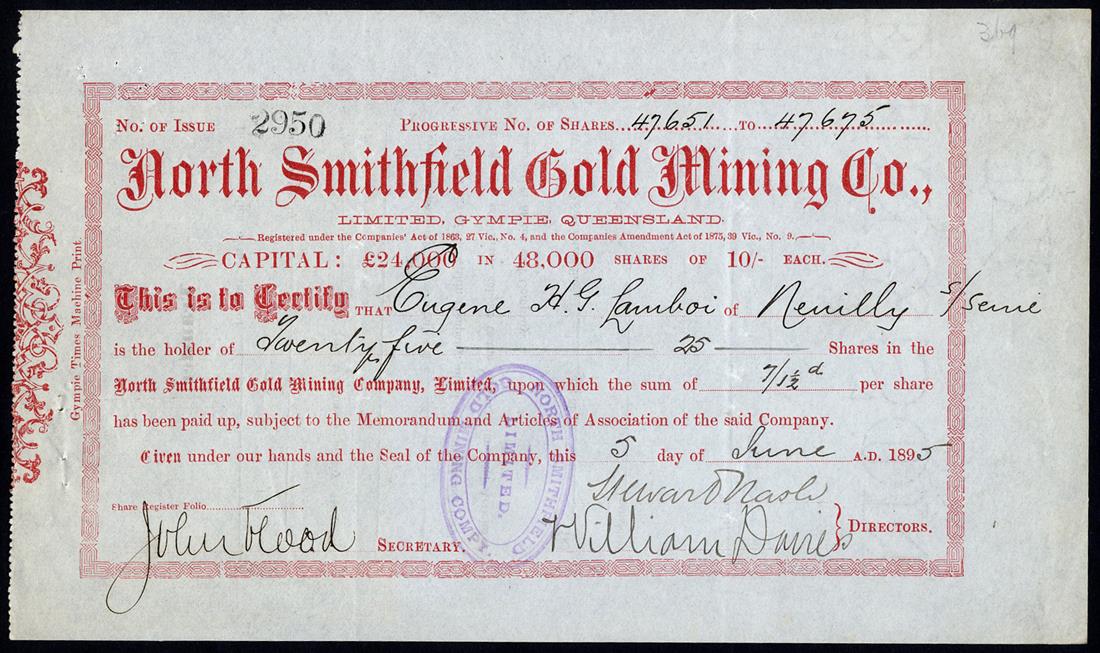 No. of Issue 2950 Progressive No. of Shares...47651...to...47675
North Smithfield Gold Mining Co.,
LIMITED, GYMPIE, QUEENSLAND.
Registered under the Companies' Act of 1863, 27 Vic., No. 4, and the Companies Amendment Act of 1875, 39 Vic., No. 9.
CAPITAL: £24,000 IN 48,000 SHARES OF 10/- EACH.
This is to Certify THAT Eugene H. G. Lamboi of Neuilly s/Seine
is the holder of Twenty five 25 Shares in the
North Smithfield Gold Mining Company, Limited, upon which the sum of 7/1½d per share
has been paid up, subject to the Memorandum and Articles of Association of the said Company.
Given under our hands and the Seal of the Company, this 5 day of June A.D. 1895
Stewart Nash
Share Register Folio
John Flood SECRETARY. William Davies DIRECTORS.
NORTH SMITHFIELD GOLD MINING COMPY.
LIMITED.
Gympie Times Machine Print.